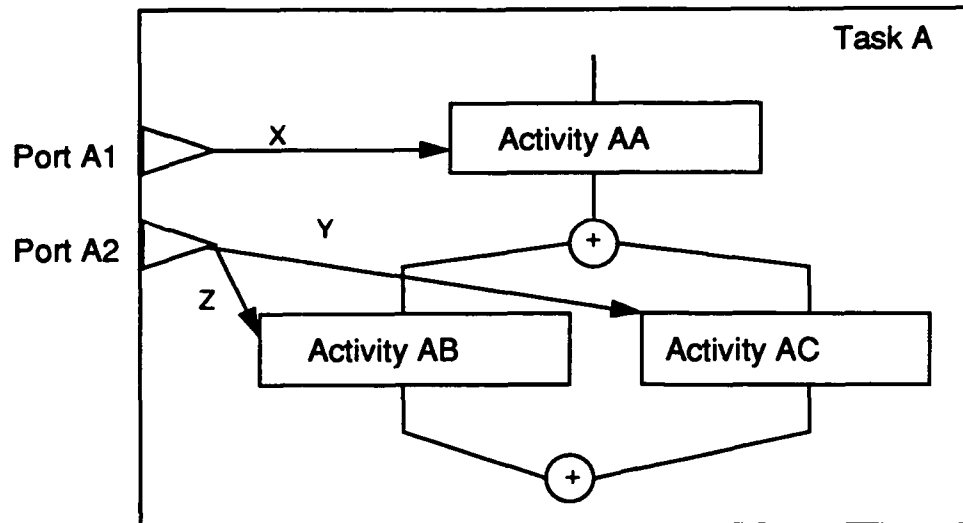 Task A
Port A1
X
Activity AA
Port A2
Y
+
Z
Activity AB
Activity AC
+